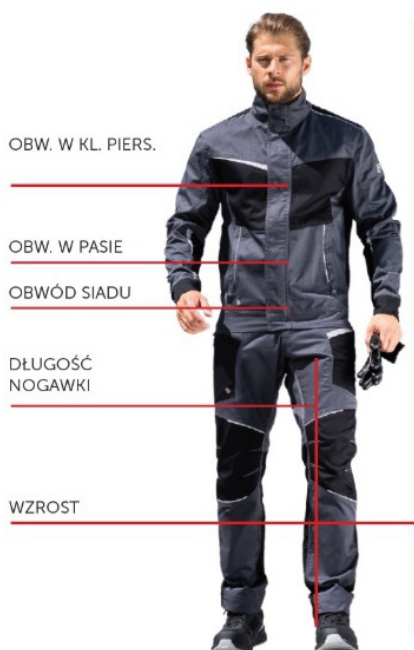 OBW. W KL. PIERS.
OBW. W PASIE
OBWÓD SIADU
DŁUGOŚĆ
NOGAWKI
WZROST